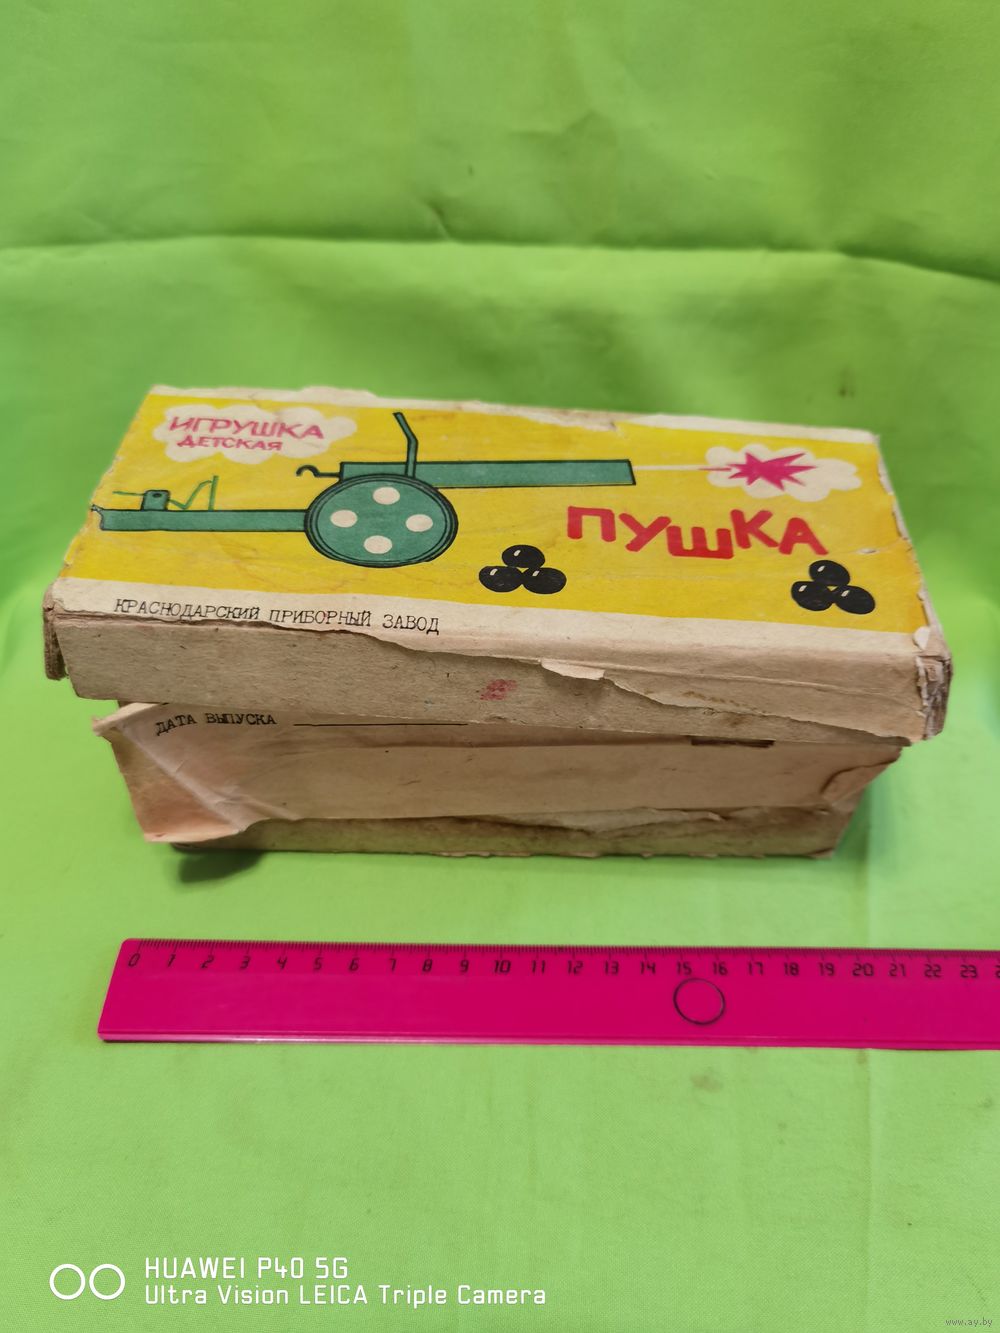 ИГРУШКА
ДЕТСКАЯ
ПУШКА
КРАСНОДАРСКИЙ ПРИБОРНЫЙ ЗАВОД
ДАТА ВЫПУСКА
0 1 2 3 4 5 6 7 8 9 10 11 12 13 14 15 16 17 18 19 20 21 22 23
HUAWEI P40 5G
Ultra Vision LEICA Triple Camera
www.ay.by